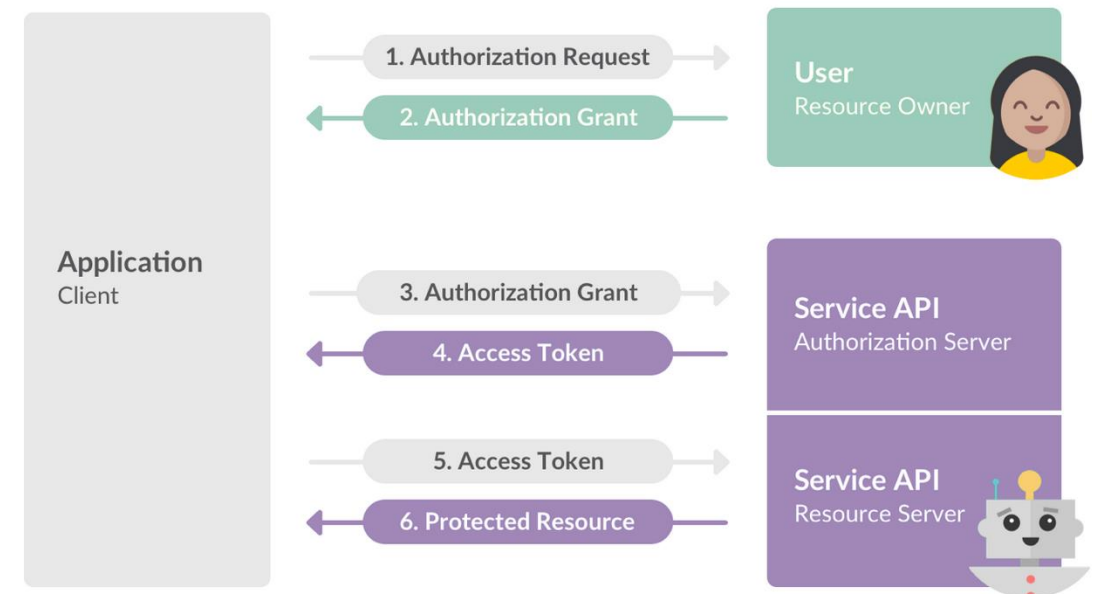 1. Authorization Request
2. Authorization Grant
User
Resource Owner
Application
Client
3. Authorization Grant
4. Access Token
Service API
Authorization Server
5. Access Token
6. Protected Resource
Service API
Resource Server